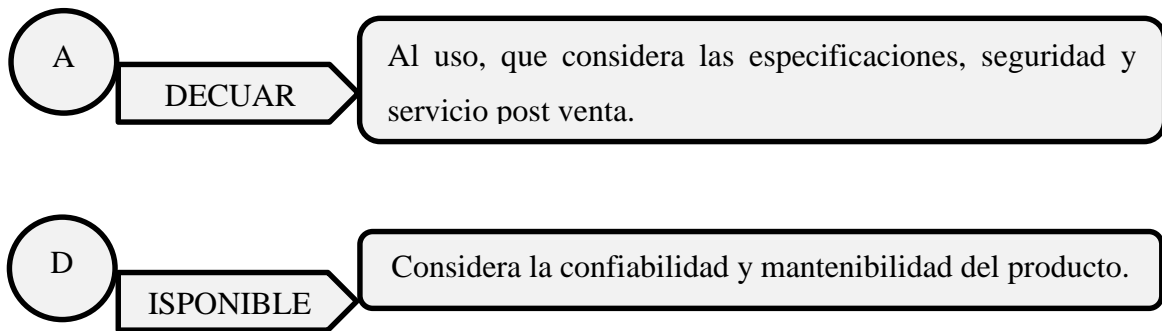 A
DECUAR
Al uso, que considera las especificaciones, seguridad y
servicio post venta.
D
ISPONIBLE
Considera la confiabilidad y mantenibilidad del producto.